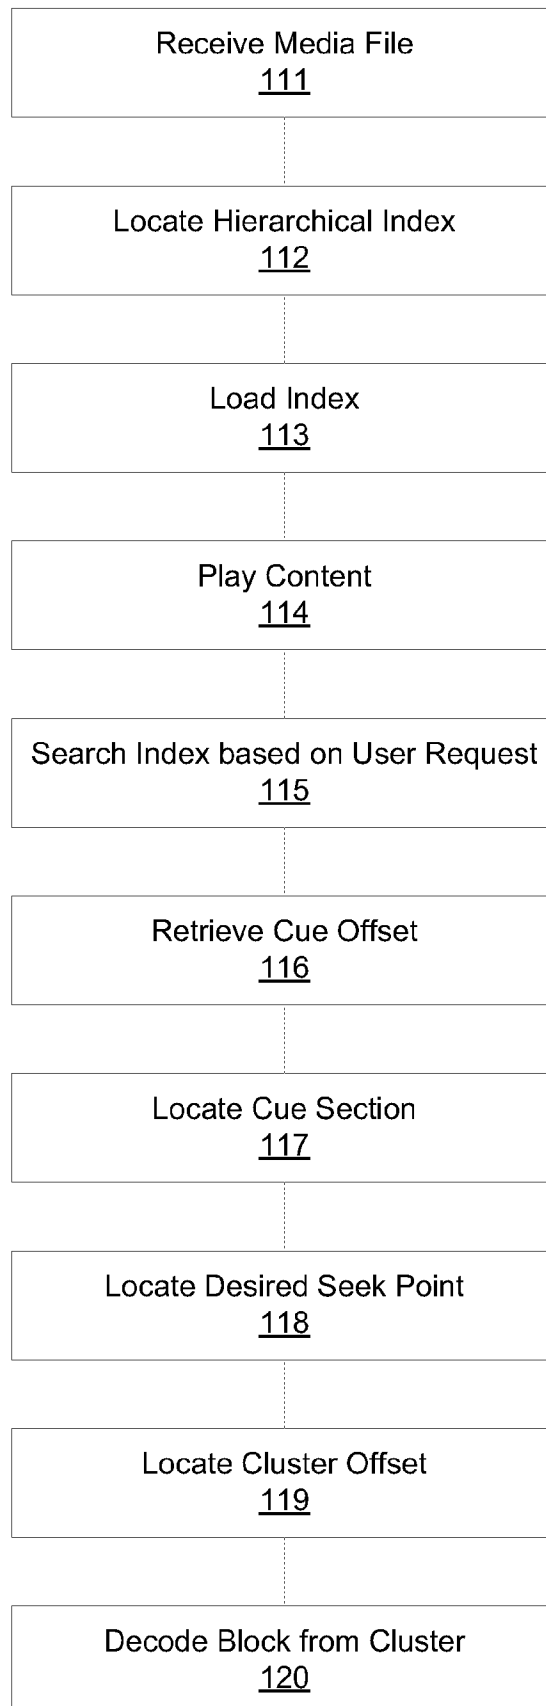 Receive Media File
111
Locate Hierarchical Index
112
Load Index
113
Play Content
114
Search Index based on User Request
115
Retrieve Cue Offset
116
Locate Cue Section
117
Locate Desired Seek Point
118
Locate Cluster Offset
119
Decode Block from Cluster
120